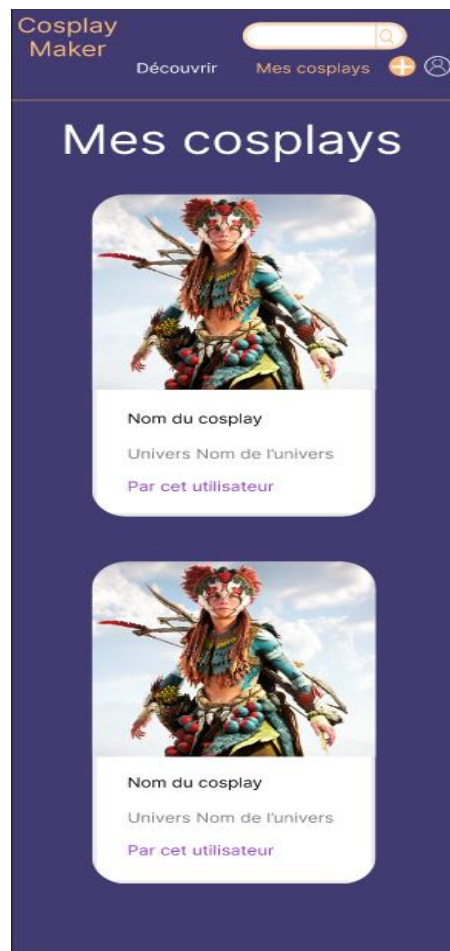 Cosplay
Maker
Découvrir
Mes cosplays
Mes cosplays
Nom du cosplay
Univers Nom de l'univers
Par cet utilisateur
Nom du cosplay
Univers Nom de l'univers
Par cet utilisateur